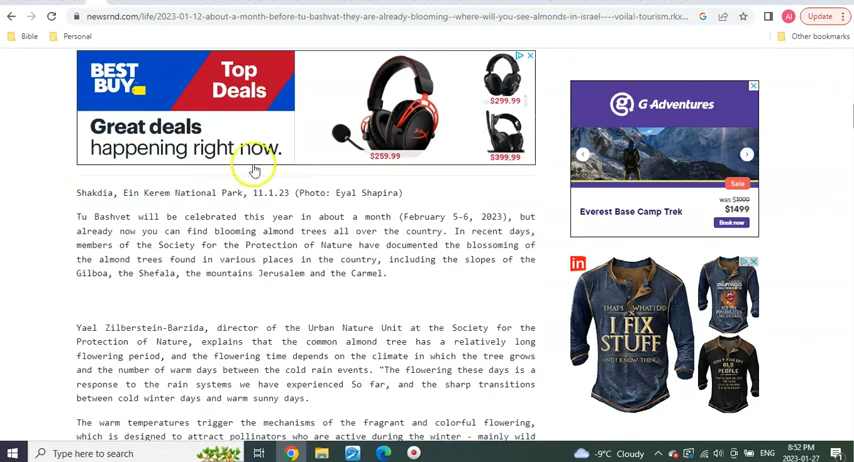 newsrnd.com/life/2023-01-12-about-a-month-before-tu-bashvat-they-are-already-blooming--where-will-you-see-almonds-in-israel----voilal-tourism.rkx...
AI
Update
Bible
Personal
Other bookmarks
BEST BUY
Top Deals
Great deals
happening right now.
$259.99
$299.99
$399.99
Shakdia, Ein Kerem National Park, 11.1.23 (Photo: Eyal Shapira)
Tu Bashvet will be celebrated this year in about a month (February 5-6, 2023), but
already now you can find blooming almond trees all over the country. In recent days,
members of the Society for the Protection of Nature have documented the blossoming of
the almond trees found in various places in the country, including the slopes of the
Gilboa, the Shefala, the mountains Jerusalem and the Carmel.
Yael Zilberstein-Barzida, director of the Urban Nature Unit at the Society for the
Protection of Nature, explains that the common almond tree has a relatively long
flowering period, and the flowering time depends on the climate in which the tree grows
and the number of warm days between the cold rain events. "The flowering these days is a
response to the rain systems we have experienced So far, and the sharp transitions
between cold winter days and warm sunny days.
The warm temperatures trigger the mechanisms of the fragrant and colorful flowering,
which is designed to attract pollinators who are active during the winter - mainly wild
G Adventures
Sale
Everest Base Camp Trek
was $1999
$1499
Book now
in
THAT'S WHAT I DO
I FIX
STUFF
AND I KNOW THINGS
OLD
PEOPLE
Type here to search
-9°C Cloudy
ENG
8:52 PM
2023-01-27